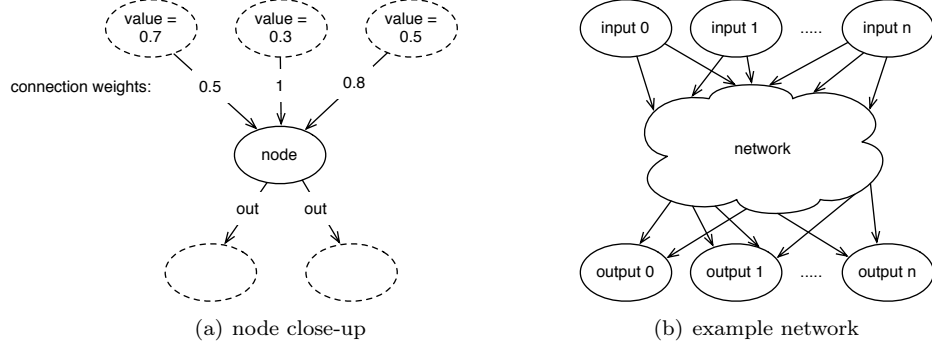 value =
0.7
value =
0.3
value =
0.5
connection weights:
0.5
1
0.8
node
out
out
(a) node close-up
input 0
input 1
.....
input n
network
output 0
output 1
.....
output n
(b) example network